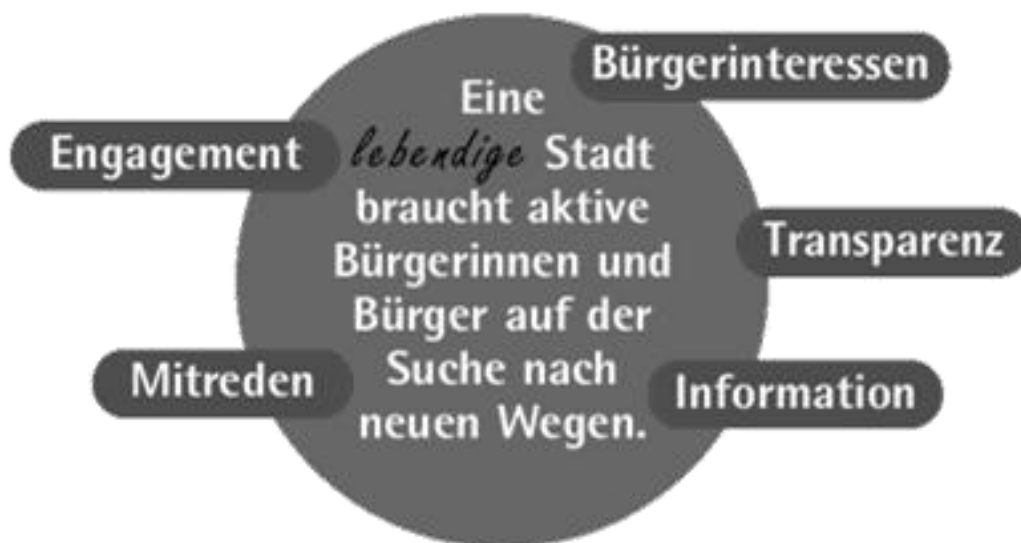 Bürgerinteressen
Engagement
Eine
lebendige Stadt
braucht aktive
Bürgerinnen und
Bürger auf der
Suche nach
neuen Wegen.
Transparenz
Mitreden
Information